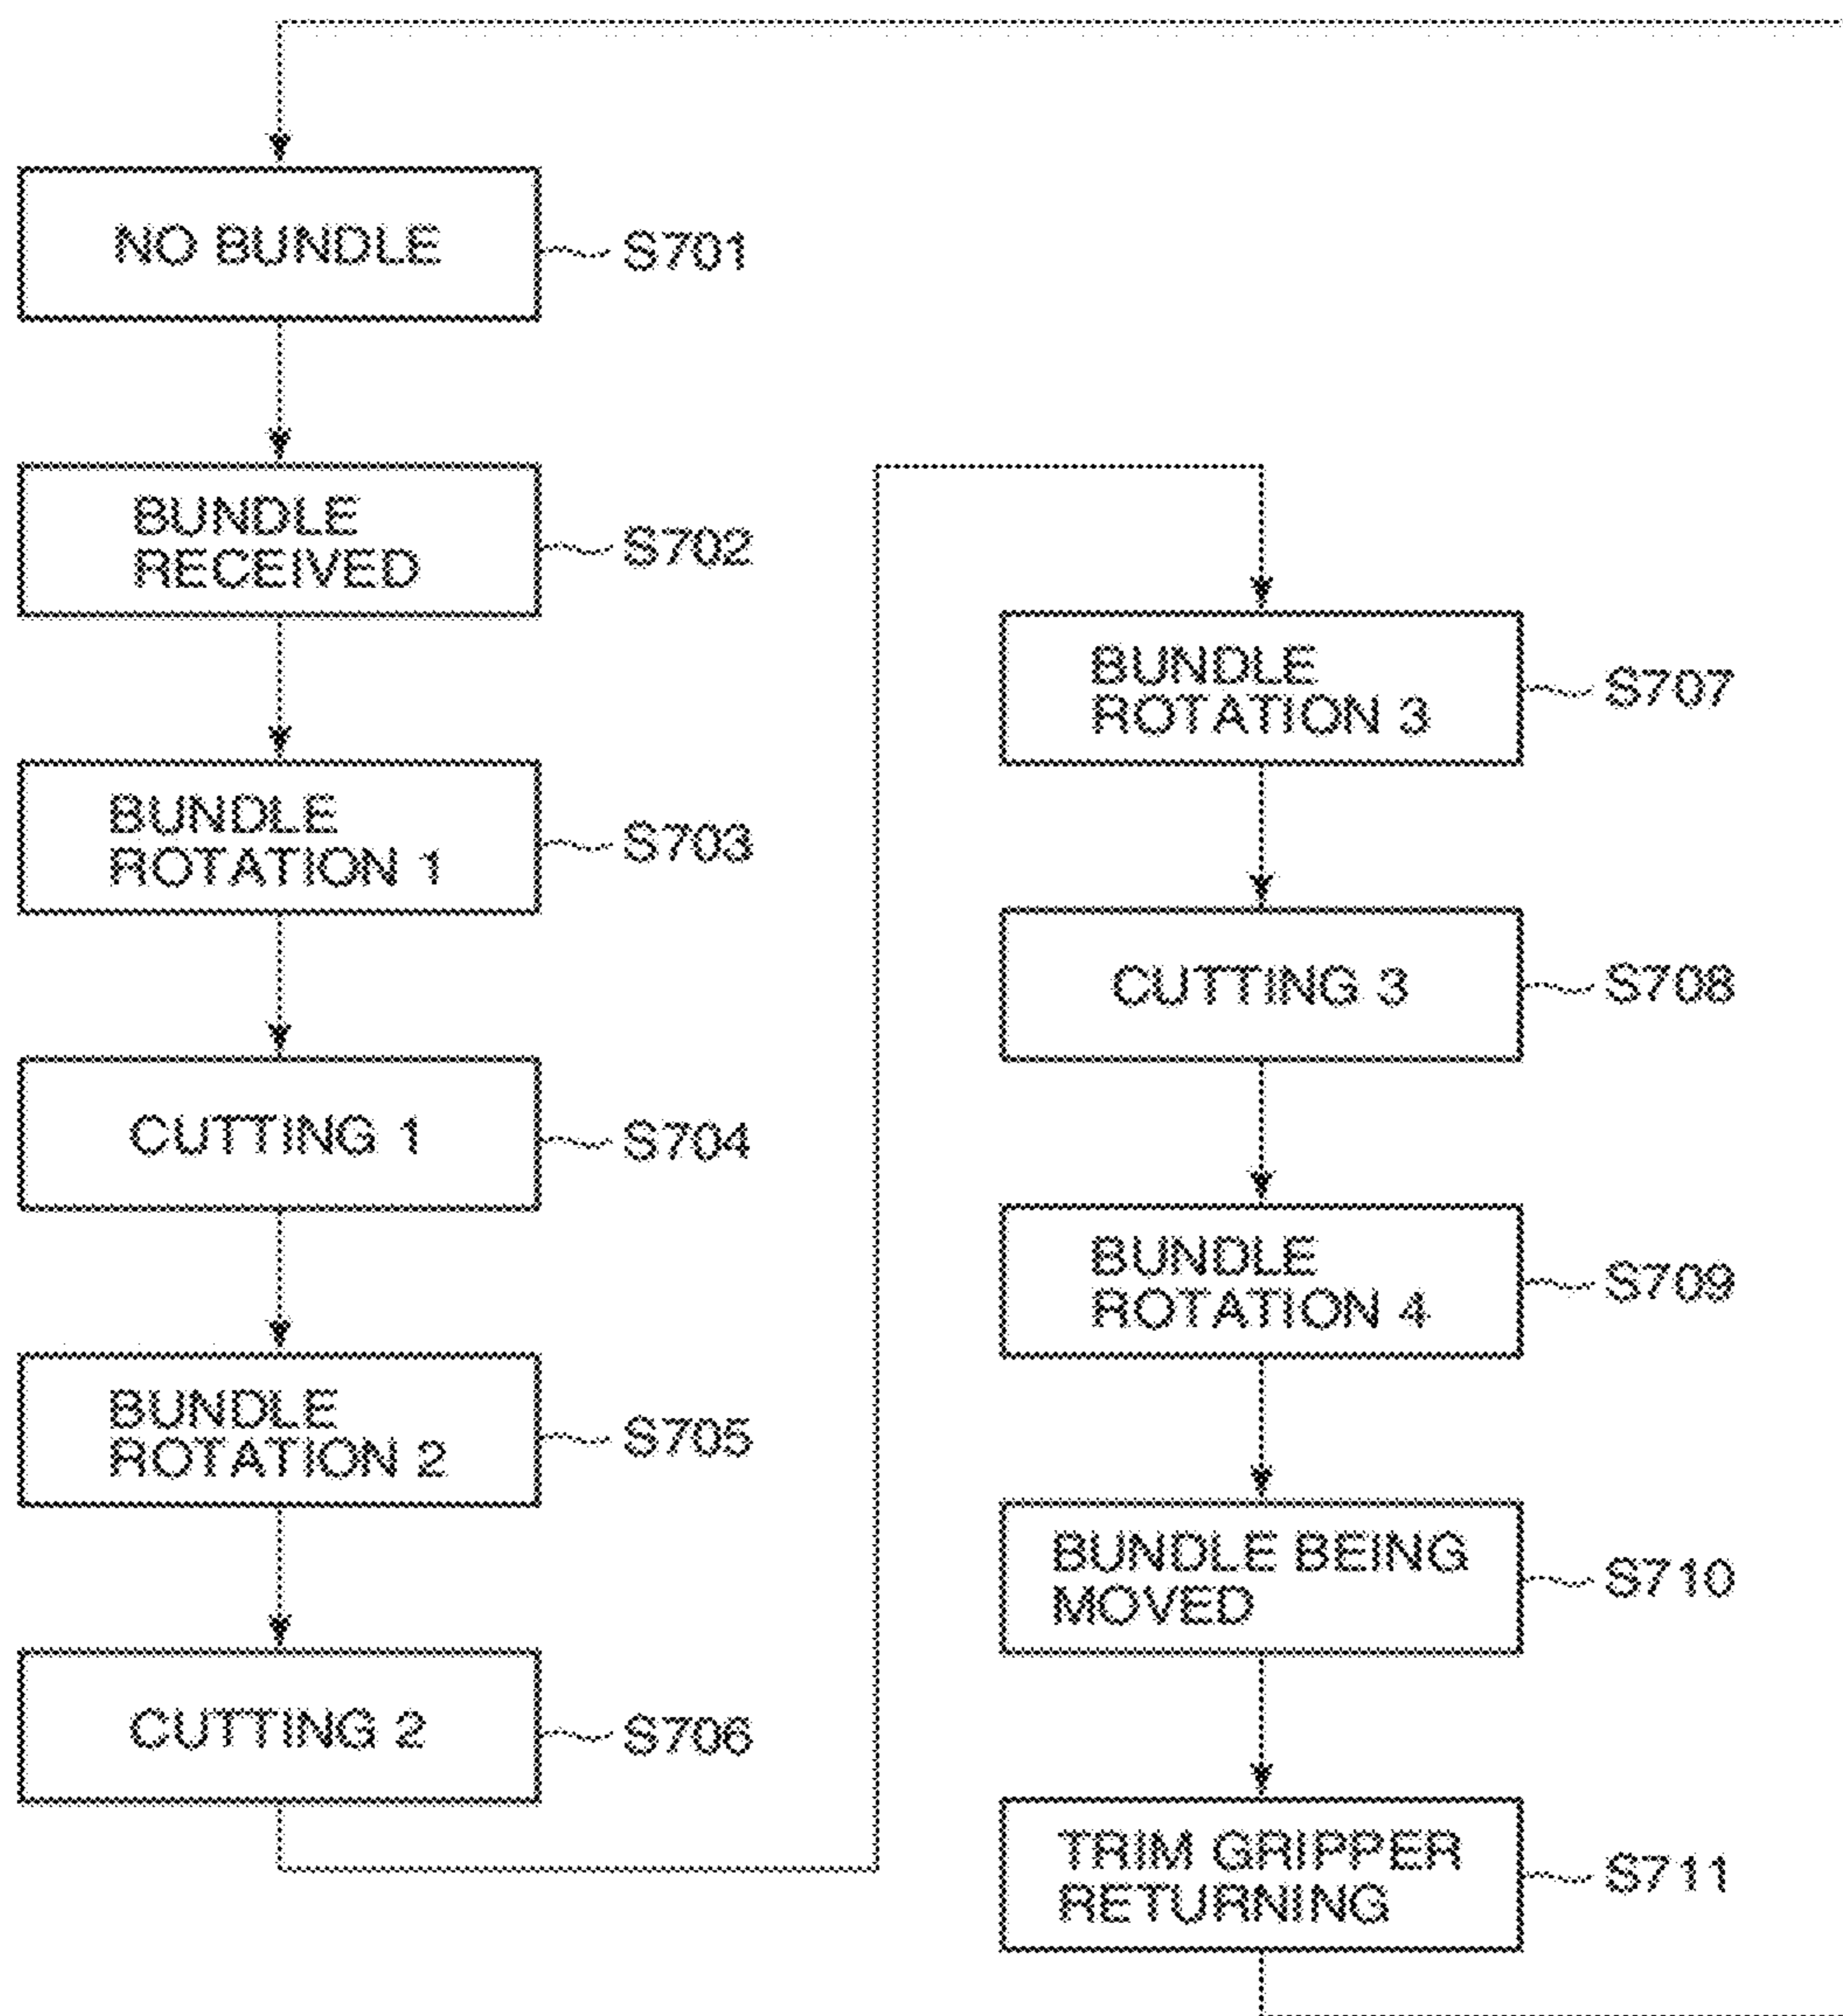 NO BUNDLE
S701
BUNDLE
RECEIVED
S702
BUNDLE
ROTATION 1
S703
CUTTING 1
S704
BUNDLE
ROTATION 2
S705
CUTTING 2
S706
BUNDLE
ROTATION 3
S707
CUTTING 3
S708
BUNDLE
ROTATION 4
S709
BUNDLE BEING
MOVED
S710
TRIM GRIPPER
RETURNING
S711